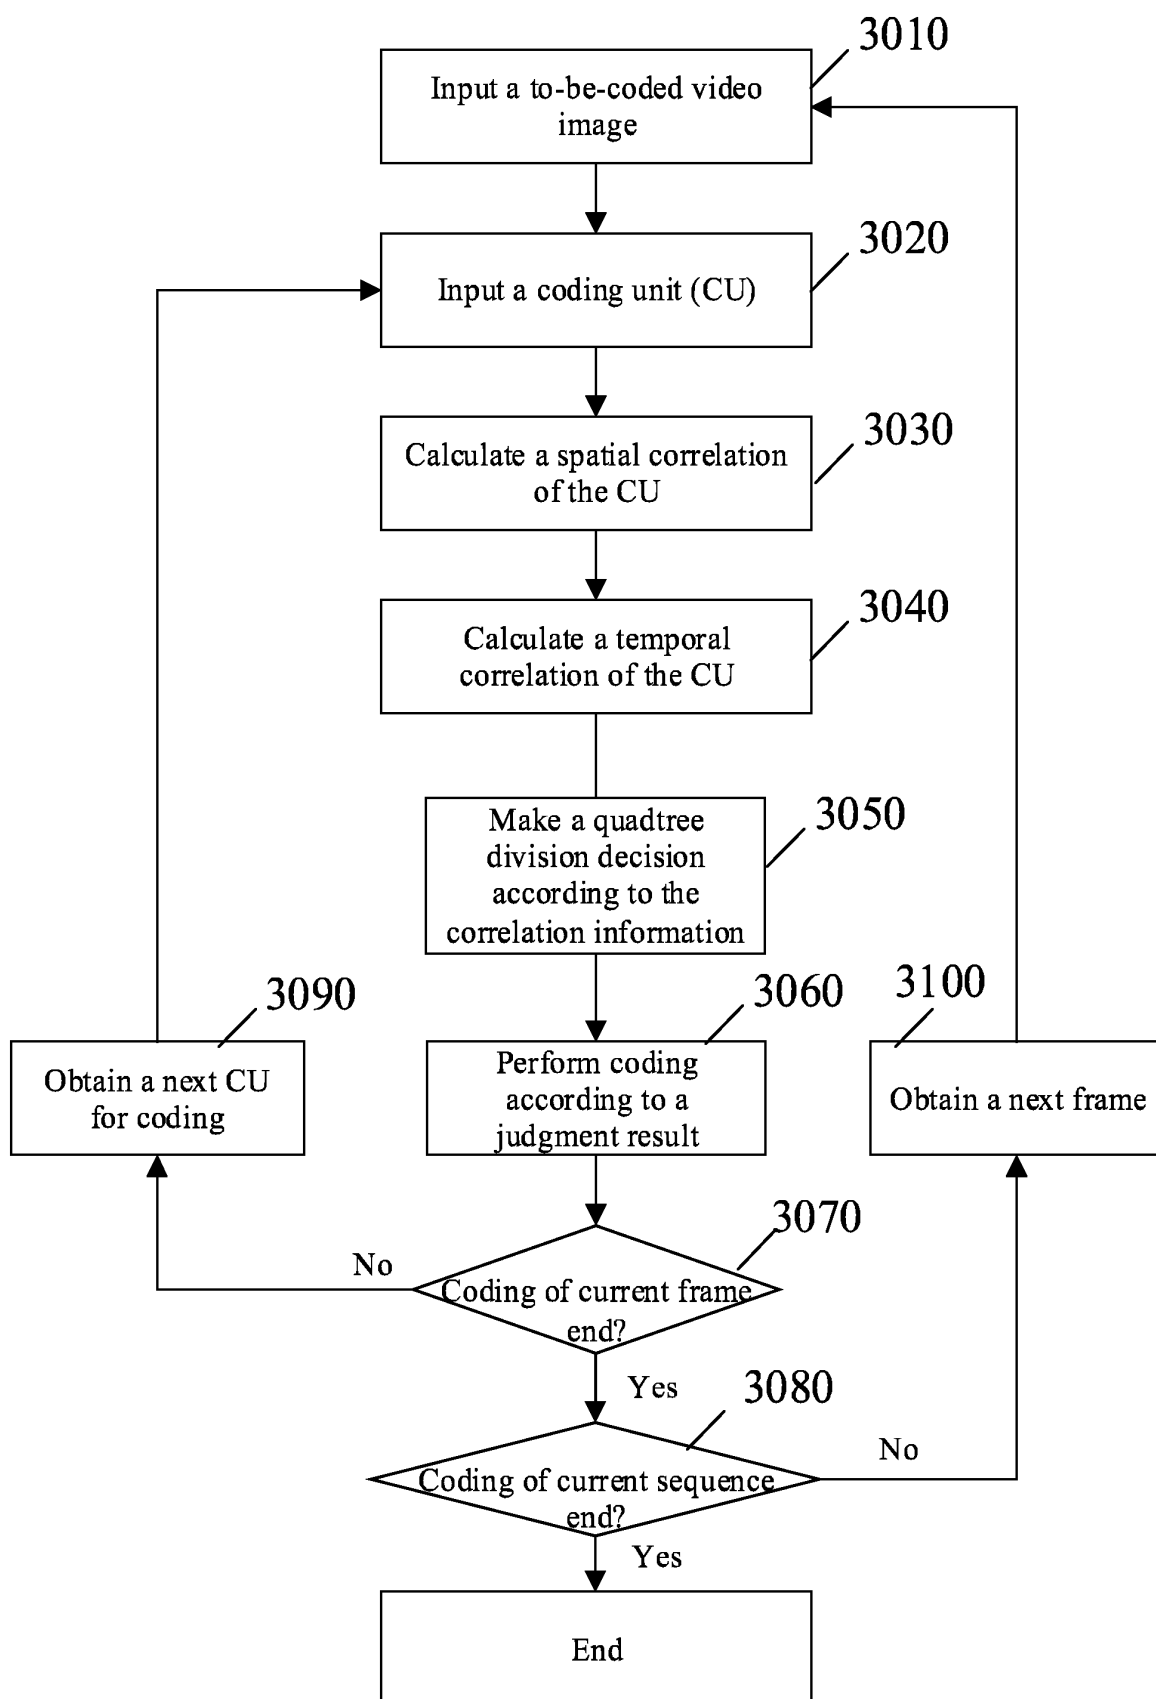 3010
Input a to-be-coded video
image
3020
Input a coding unit (CU)
3030
Calculate a spatial correlation
of the CU
3040
Calculate a temporal
correlation of the CU
3050
Make a quadtree
division decision
according to the
correlation information
3060
Perform coding
according to a
judgment result
3090
Obtain a next CU
for coding
3100
Obtain a next frame
3070
No
Coding of current frame
end?
Yes
3080
No
Coding of current sequence
end?
Yes
End